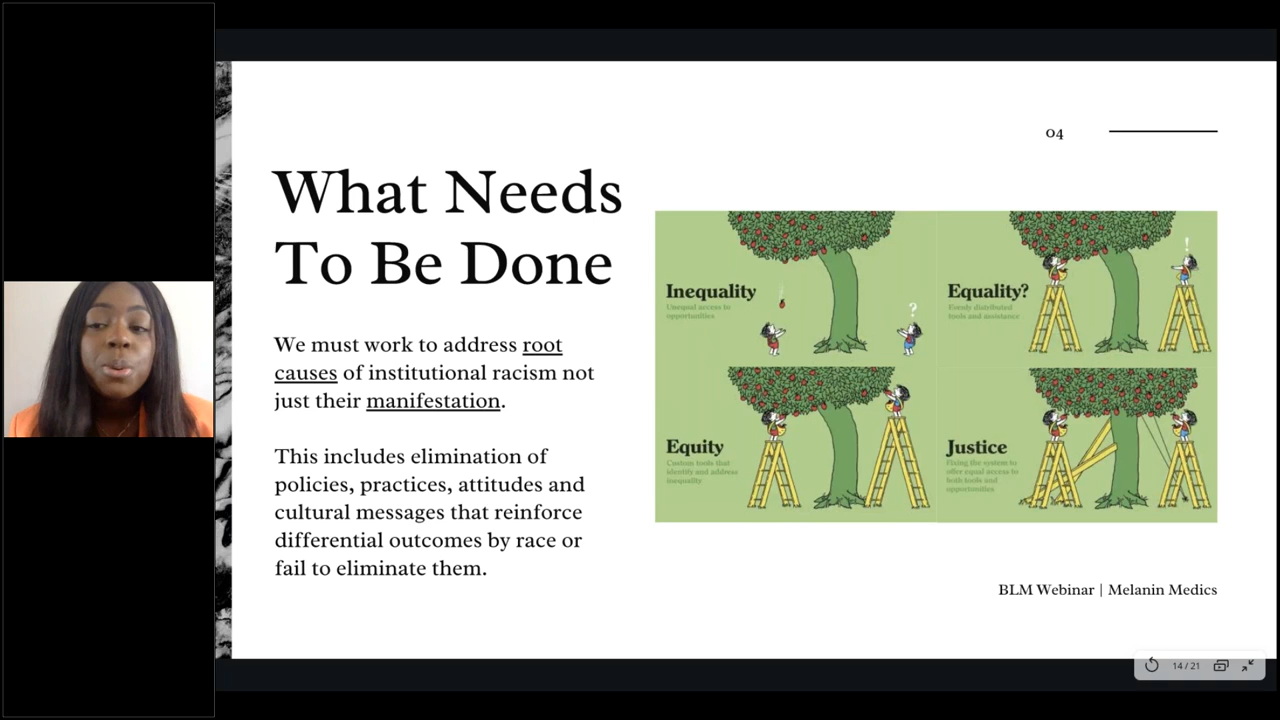 04
What Needs
To Be Done
We must work to address root
causes of institutional racism not
just their manifestation.
This includes elimination of
policies, practices, attitudes and
cultural messages that reinforce
differential outcomes by race or
fail to eliminate them.
Inequality
Unequal access to
opportunities
?
Equality?
Evenly distributed
tools and assistance
!
Equity
Custom tools that
identify and address
inequality
Justice
Fixing the system to
offer equal access to
both tools and
opportunities
BLM Webinar | Melanin Medics
14 / 21